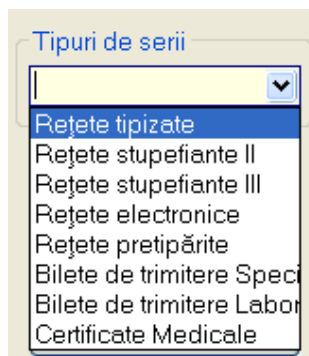 Tipuri de serii
Rețete tipizate
Rețete stupefiante II
Rețete stupefiante III
Rețete electronice
Rețete pretipărite
Bilete de trimitere Speci
Bilete de trimitere Labor
Certificate Medicale